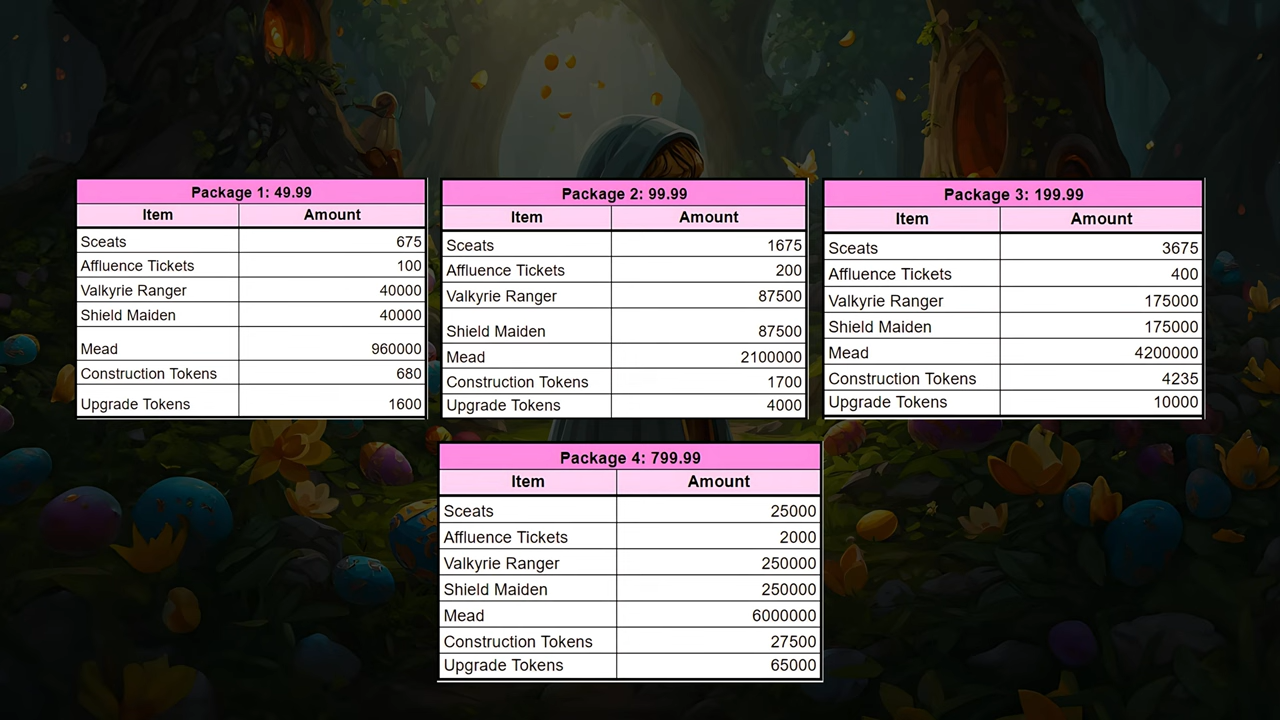 Package 1: 49.99
Item Amount
Sceats 675
Affluence Tickets 100
Valkyrie Ranger 40000
Shield Maiden 40000
Mead 960000
Construction Tokens 680
Upgrade Tokens 1600
Package 2: 99.99
Item Amount
Sceats 1675
Affluence Tickets 200
Valkyrie Ranger 87500
Shield Maiden 87500
Mead 2100000
Construction Tokens 1700
Upgrade Tokens 4000
Package 3: 199.99
Item Amount
Sceats 3675
Affluence Tickets 400
Valkyrie Ranger 175000
Shield Maiden 175000
Mead 4200000
Construction Tokens 4235
Upgrade Tokens 10000
Package 4: 799.99
Item Amount
Sceats 25000
Affluence Tickets 2000
Valkyrie Ranger 250000
Shield Maiden 250000
Mead 6000000
Construction Tokens 27500
Upgrade Tokens 65000